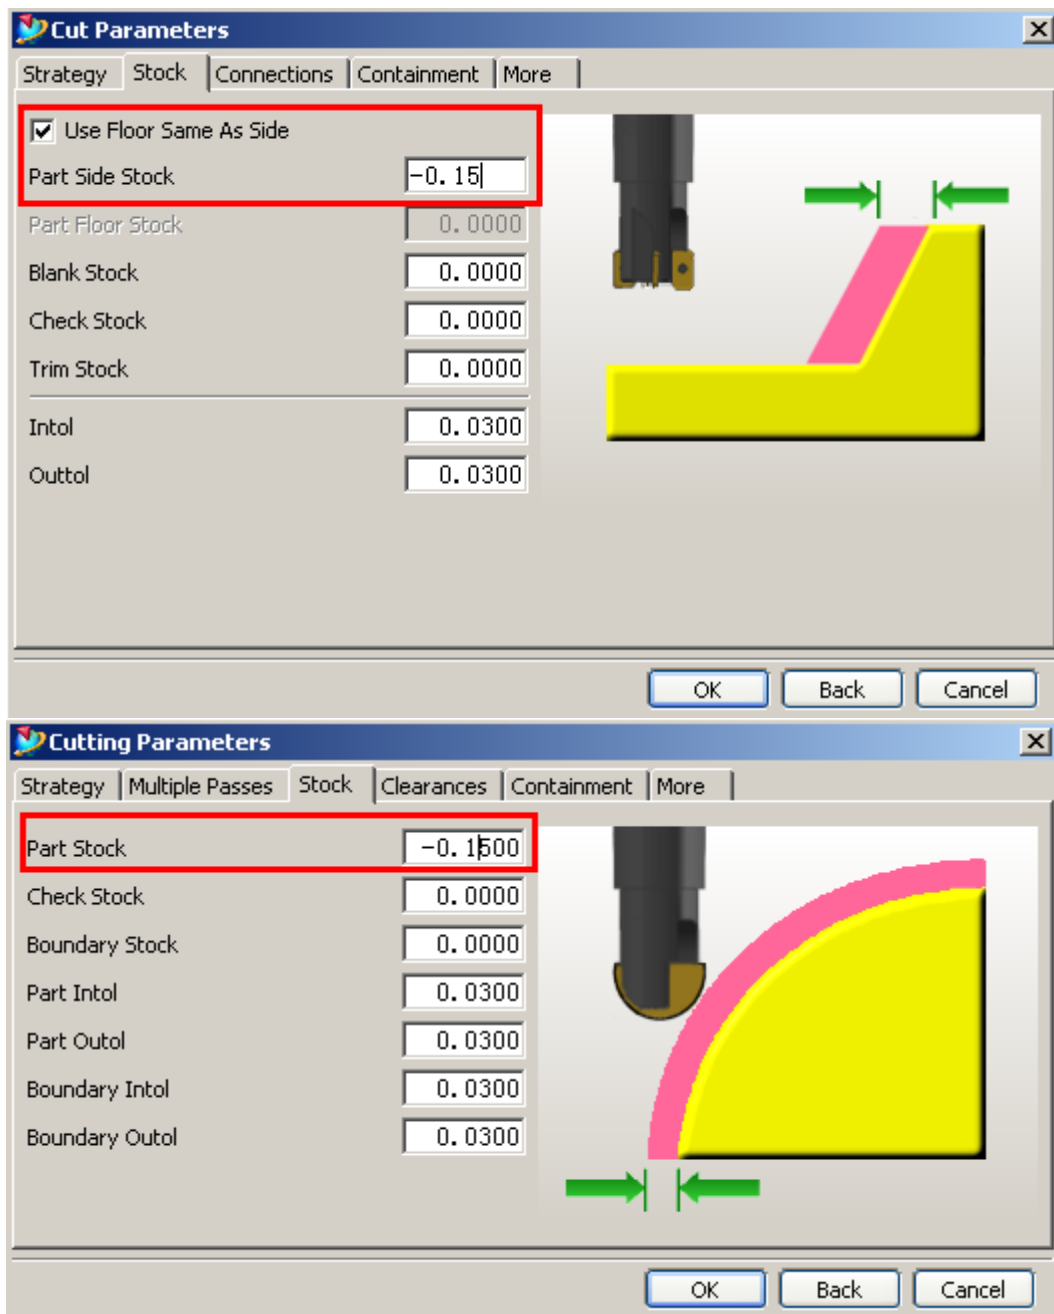 Cut Parameters
Strategy Stock Connections Containment More
Use Floor Same As Side
Part Side Stock -0.15
Part Floor Stock 0.0000
Blank Stock 0.0000
Check Stock 0.0000
Trim Stock 0.0000
Intol 0.0300
Outtol 0.0300
OK Back Cancel
Cutting Parameters
Strategy Multiple Passes Stock Clearances Containment More
Part Stock -0.1500
Check Stock 0.0000
Boundary Stock 0.0000
Part Intol 0.0300
Part Outol 0.0300
Boundary Intol 0.0300
Boundary Outol 0.0300
OK Back Cancel